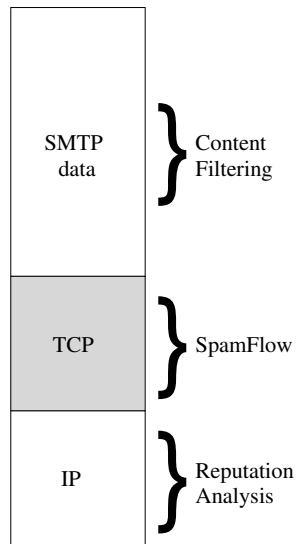 SMTP
data
Content
Filtering
TCP
SpamFlow
IP
Reputation
Analysis